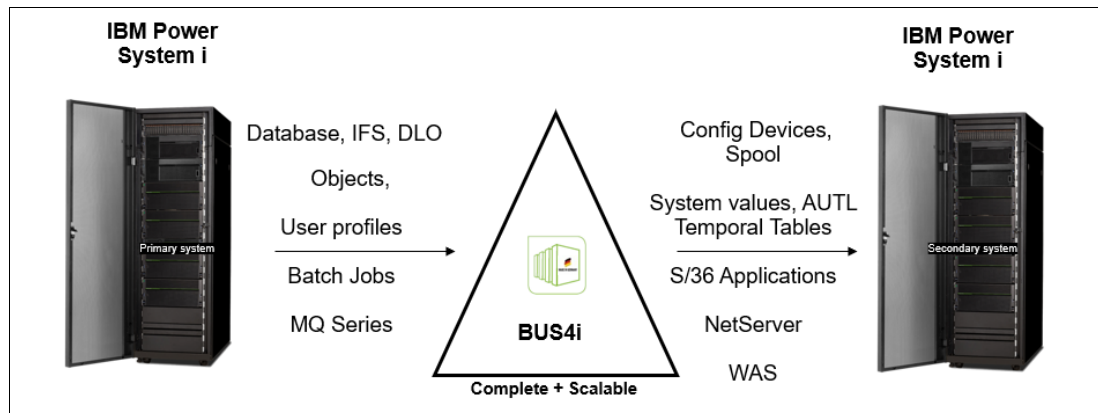 IBM Power
System i
Primary system
Database, IFS, DLO
Objects,
User profiles
Batch Jobs
MQ Series
BUS4i
Complete + Scalable
Config Devices,
Spool
System values, AUTL
Temporal Tables
S/36 Applications
NetServer
WAS
IBM Power
System i
Secondary system